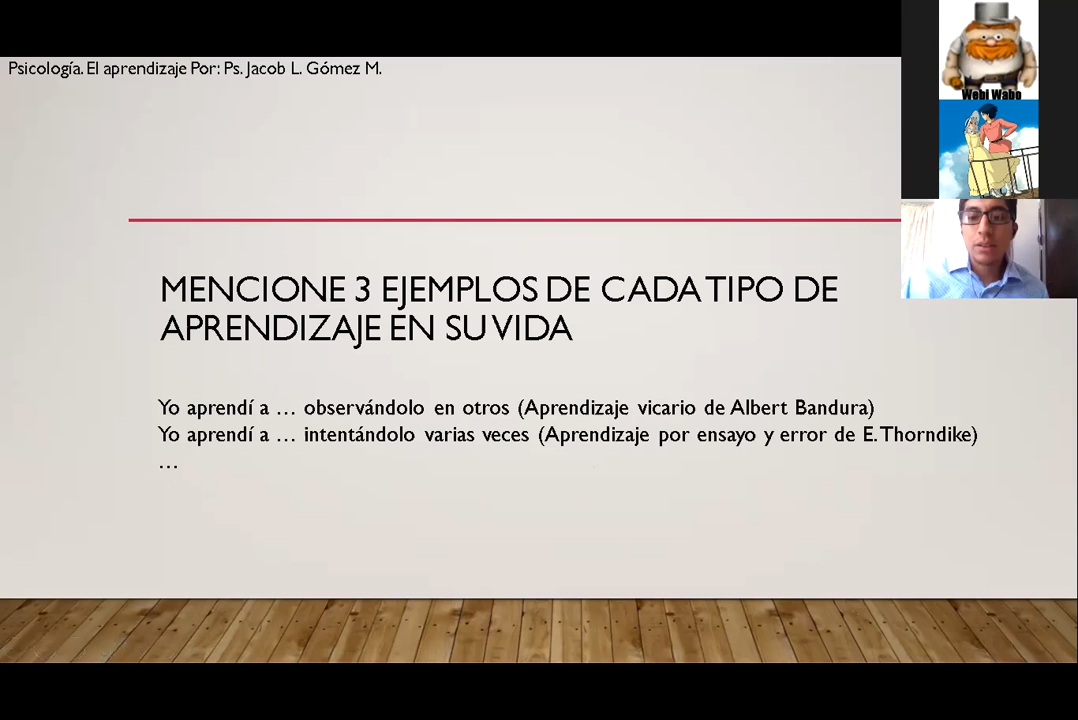 Psicología. El aprendizaje Por: Ps. Jacob L. Gómez M.
Webi Wabo
MENCIONE 3 EJEMPLOS DE CADA TIPO DE
APRENDIZAJE EN SU VIDA
Yo aprendí a … observándolo en otros (Aprendizaje vicario de Albert Bandura)
Yo aprendí a … intentándolo varias veces (Aprendizaje por ensayo y error de E. Thorndike)
…